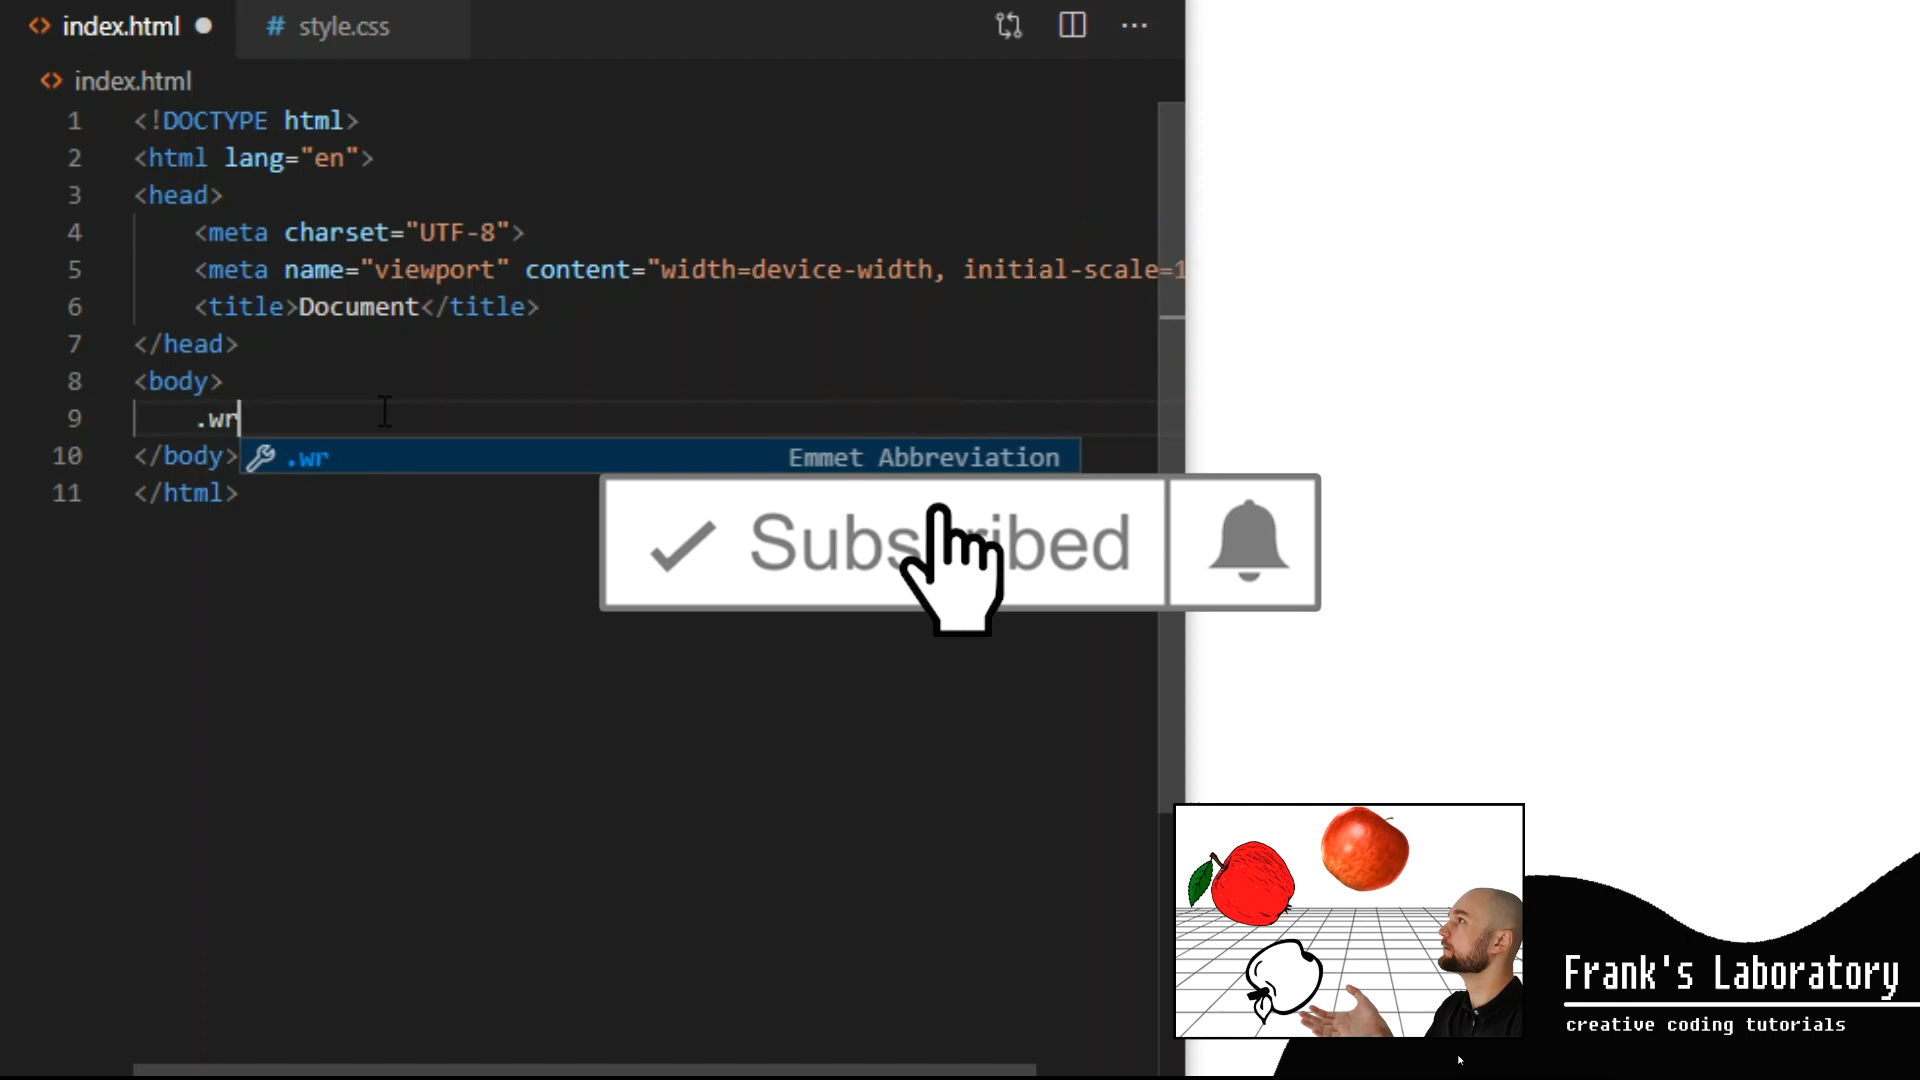 index.html
style.css
index.html
1 <!DOCTYPE html>
2 <html lang="en">
3 <head>
4 <meta charset="UTF-8">
5 <meta name="viewport" content="width=device-width, initial-scale=1
6 <title>Document</title>
7 </head>
8 <body>
9 .wr
.wr Emmet Abbreviation
10 </body>
11 </html>
Subscribed
Frank's Laboratory
creative coding tutorials